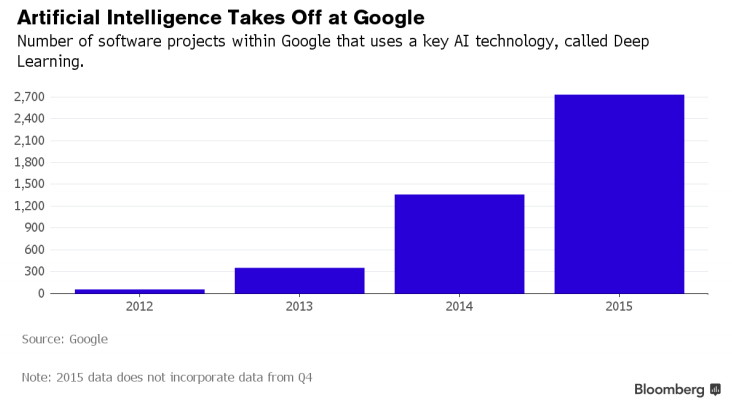 Artificial Intelligence Takes Off at Google
Number of software projects within Google that uses a key AI technology, called Deep
Learning.
2,700
2,400
2,100
1,800
1,500
1,200
900
600
300
0
2012 2013 2014 2015
Source: Google
Note: 2015 data does not incorporate data from Q4
Bloomberg